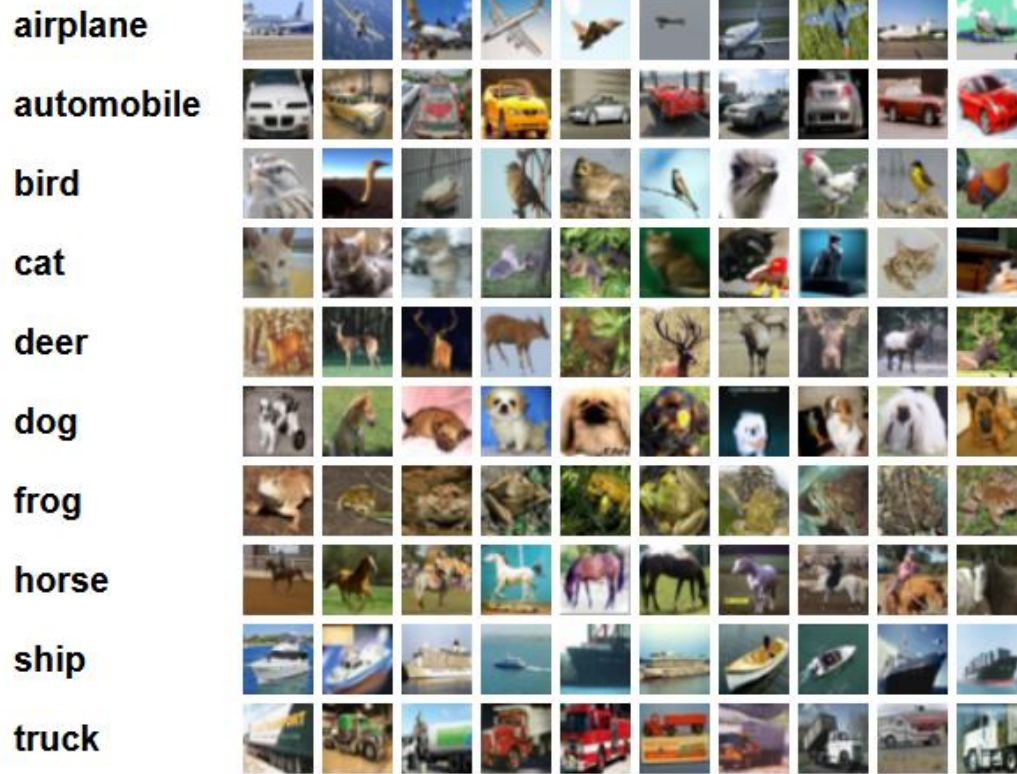 airplane
automobile
bird
cat
deer
dog
frog
horse
ship
truck